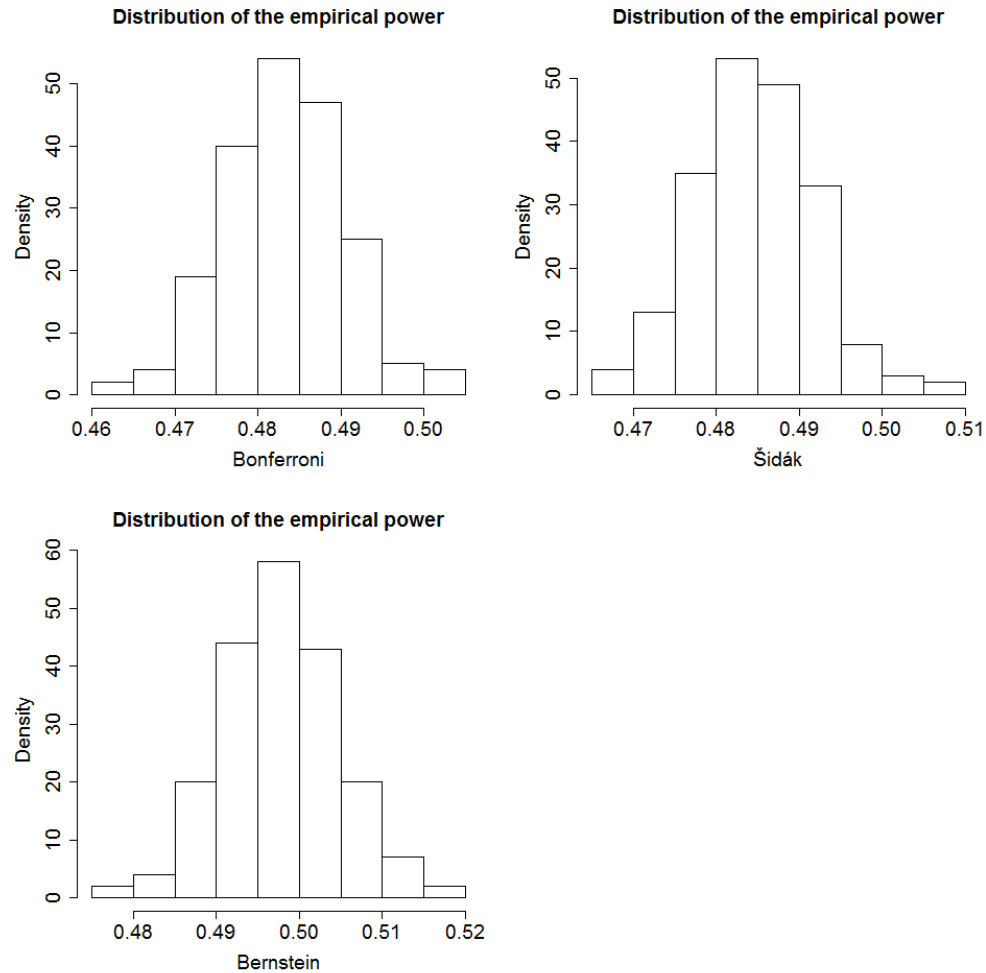 Distribution of the empirical power
Density
0 10 20 30 40 50
0.46 0.47 0.48 0.49 0.50
Bonferroni
Distribution of the empirical power
Density
0 10 20 30 40 50
0.47 0.48 0.49 0.50 0.51
Šidák
Distribution of the empirical power
Density
0 10 20 30 40 50 60
0.48 0.49 0.50 0.51 0.52
Bernstein